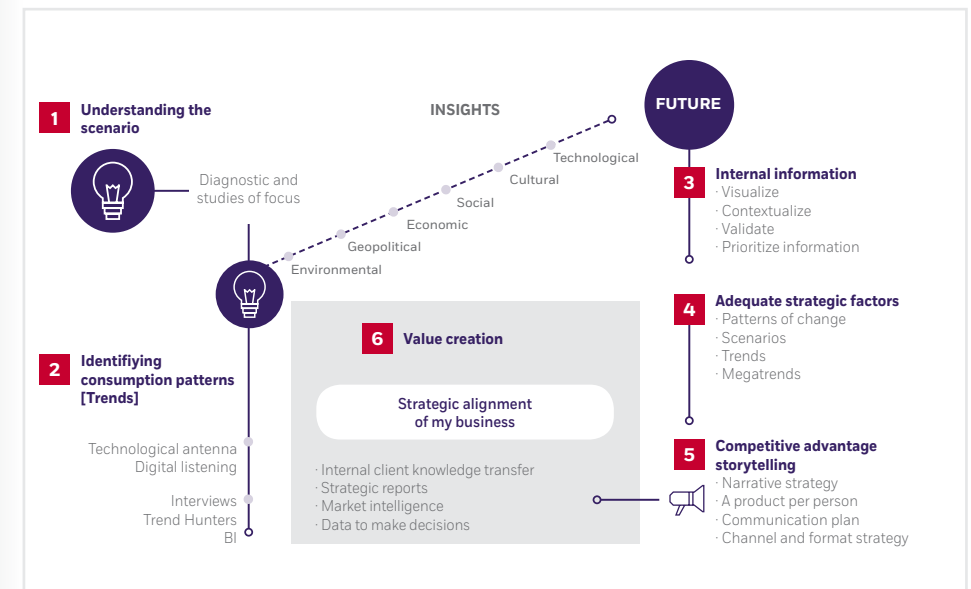 1
Understanding the
scenario
Diagnostic and
studies of focus
INSIGHTS
Technological
Cultural
Social
Economic
Geopolitical
Environmental
2
Identifiying
consumption patterns
[Trends]
Technological antenna
Digital listening
Interviews
Trend Hunters
BI
FUTURE
3
Internal information
· Visualize
· Contextualize
· Validate
· Prioritize information
4
Adequate strategic factors
· Patterns of change
· Scenarios
· Trends
· Megatrends
5
Competitive advantage
storytelling
· Narrative strategy
· A product per person
· Communication plan
· Channel and format strategy
6
Value creation
Strategic alignment
of my business
· Internal client knowledge transfer
· Strategic reports
· Market intelligence
· Data to make decisions